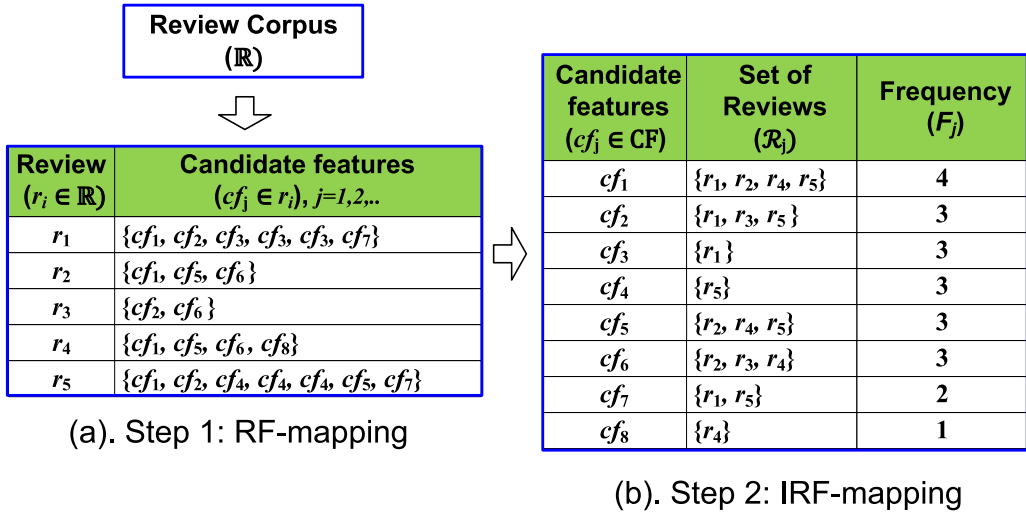 Review Corpus
(ℝ)
Review
(rᵢ ∈ ℝ)
Candidate features
(cfⱼ ∈ rᵢ), j=1,2,..
r₁ {cf₁, cf₂, cf₃, cf₃, cf₃, cf₇}
r₂ {cf₁, cf₅, cf₆}
r₃ {cf₂, cf₆}
r₄ {cf₁, cf₅, cf₆, cf₈}
r₅ {cf₁, cf₂, cf₄, cf₄, cf₄, cf₅, cf₇}
(a). Step 1: RF-mapping
Candidate
features
(cfⱼ ∈ CF)
Set of
Reviews
(ℛⱼ)
Frequency
(Fⱼ)
cf₁ {r₁, r₂, r₄, r₅} 4
cf₂ {r₁, r₃, r₅ } 3
cf₃ {r₁} 3
cf₄ {r₅} 3
cf₅ {r₂, r₄, r₅} 3
cf₆ {r₂, r₃, r₄} 3
cf₇ {r₁, r₅} 2
cf₈ {r₄} 1
(b). Step 2: IRF-mapping